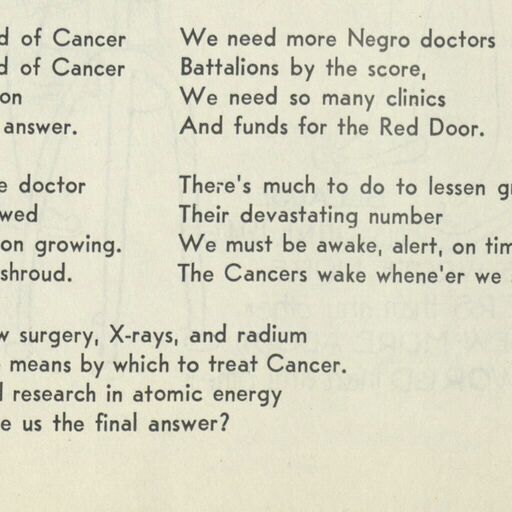 d of Cancer
d of Cancer
on
answer.
e doctor
wed
on growing.
shroud.
We need more Negro doctors
Battalions by the score,
We need so many clinics
And funds for the Red Door.
There's much to do to lessen g
Their devastating number
We must be awake, alert, on tim
The Cancers wake whene'er we
w surgery, X-rays, and radium
means by which to treat Cancer.
d research in atomic energy
e us the final answer?